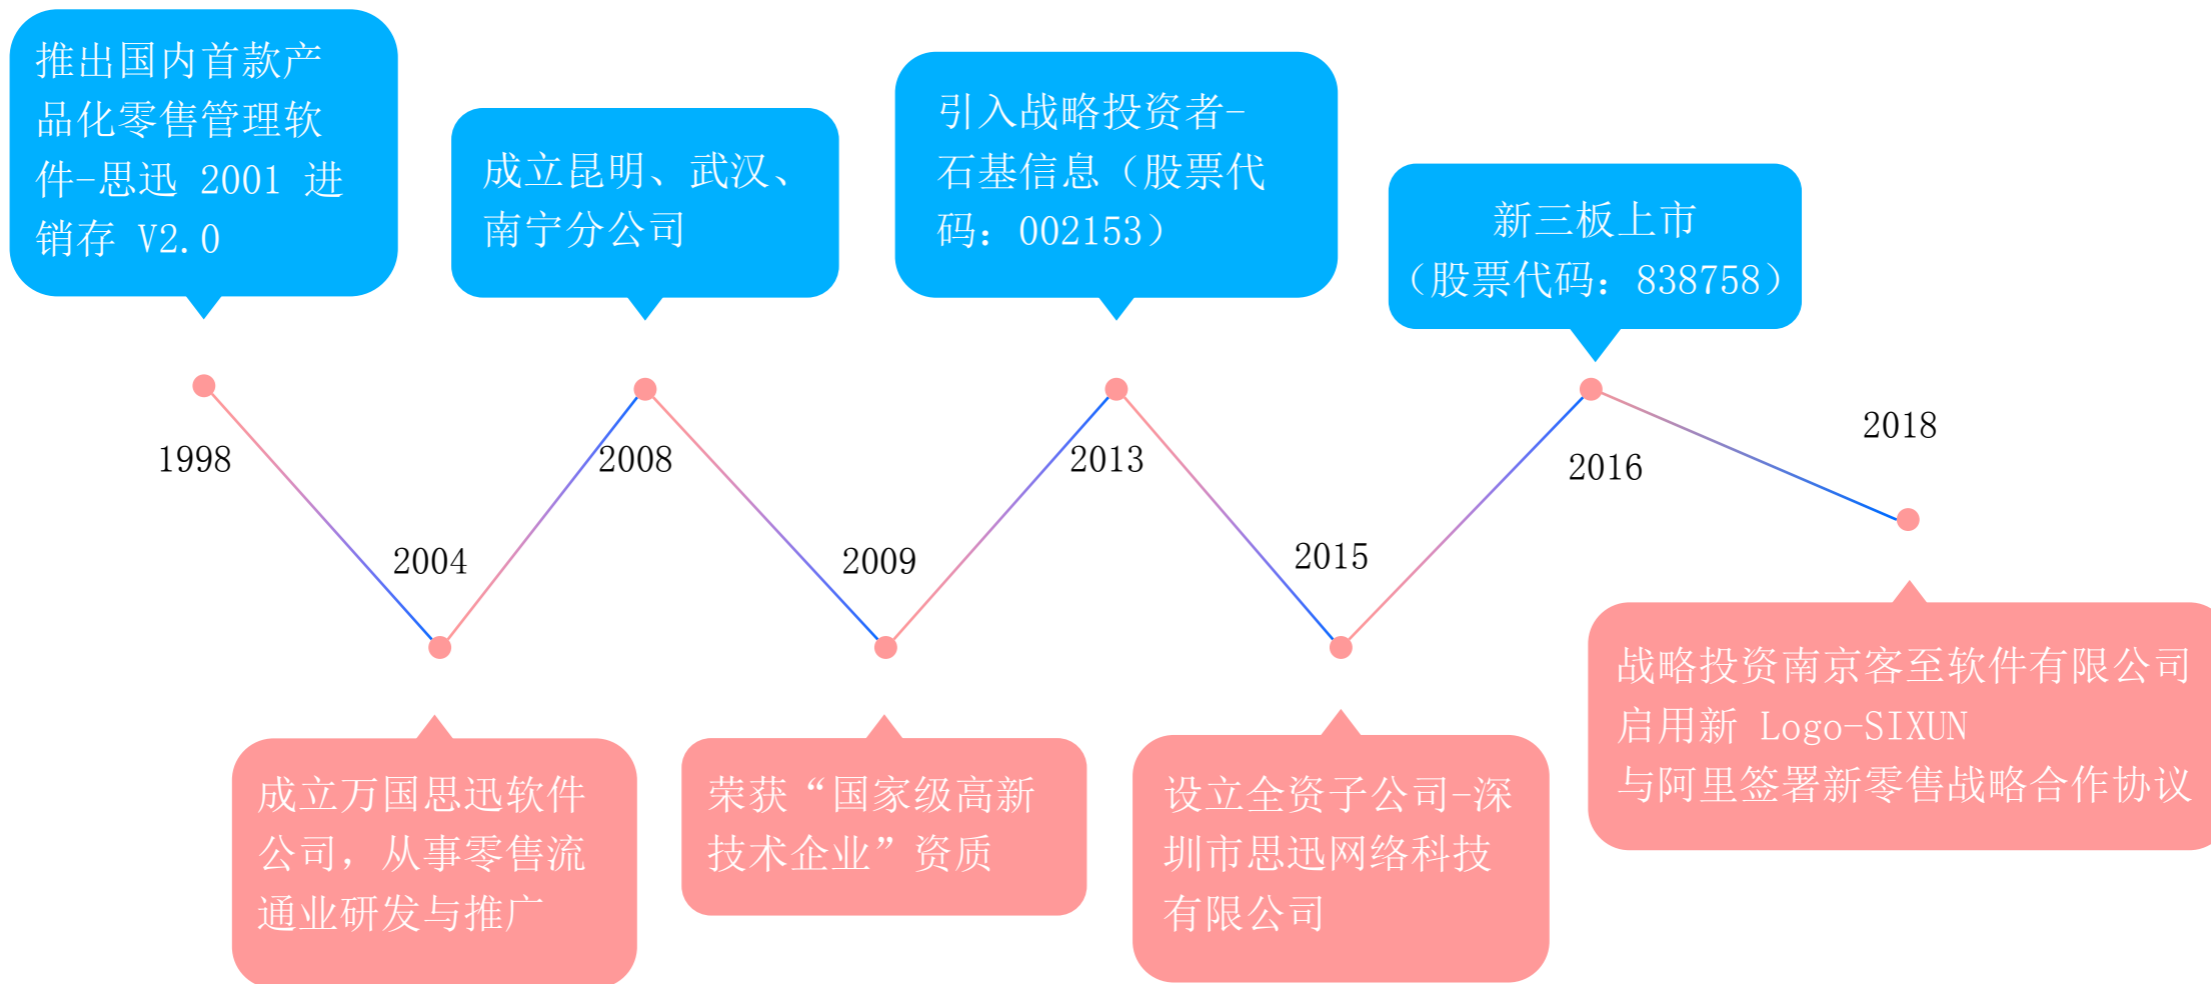 推出国内首款产
品化零售管理软
件-思迅 2001 进
销存 V2.0
成立昆明、武汉、
南宁分公司
引入战略投资者-
石基信息（股票代
码：002153）
新三板上市
（股票代码：838758）
1998
2004
2008
2009
2013
2015
2016
2018
成立万国思迅软件
公司，从事零售流
通业研发与推广
荣获“国家级高新
技术企业”资质
设立全资子公司-深
圳市思迅网络科技
有限公司
战略投资南京客至软件有限公司
启用新 Logo-SIXUN
与阿里签署新零售战略合作协议